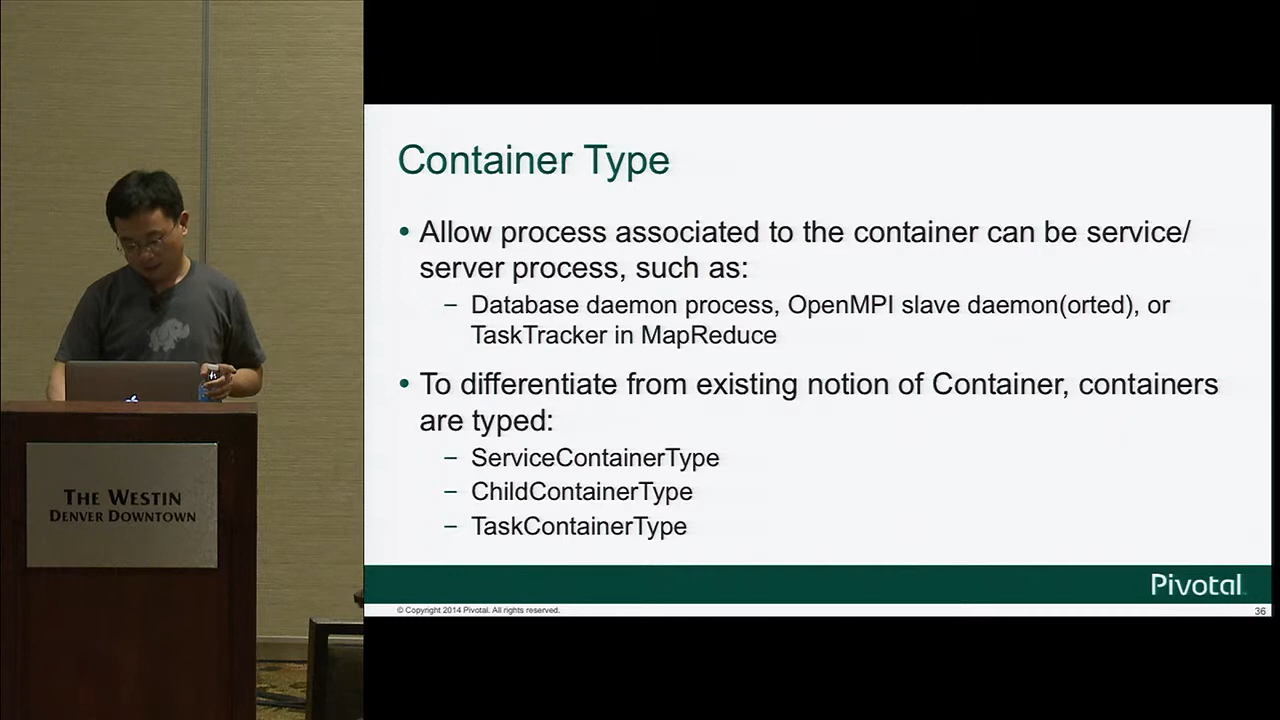 THE WESTIN
DENVER DOWNTOWN
Container Type
• Allow process associated to the container can be service/
server process, such as:
– Database daemon process, OpenMPI slave daemon(orted), or
TaskTracker in MapReduce
• To differentiate from existing notion of Container, containers
are typed:
– ServiceContainerType
– ChildContainerType
– TaskContainerType
Pivotal
© Copyright 2014 Pivotal. All rights reserved.
36